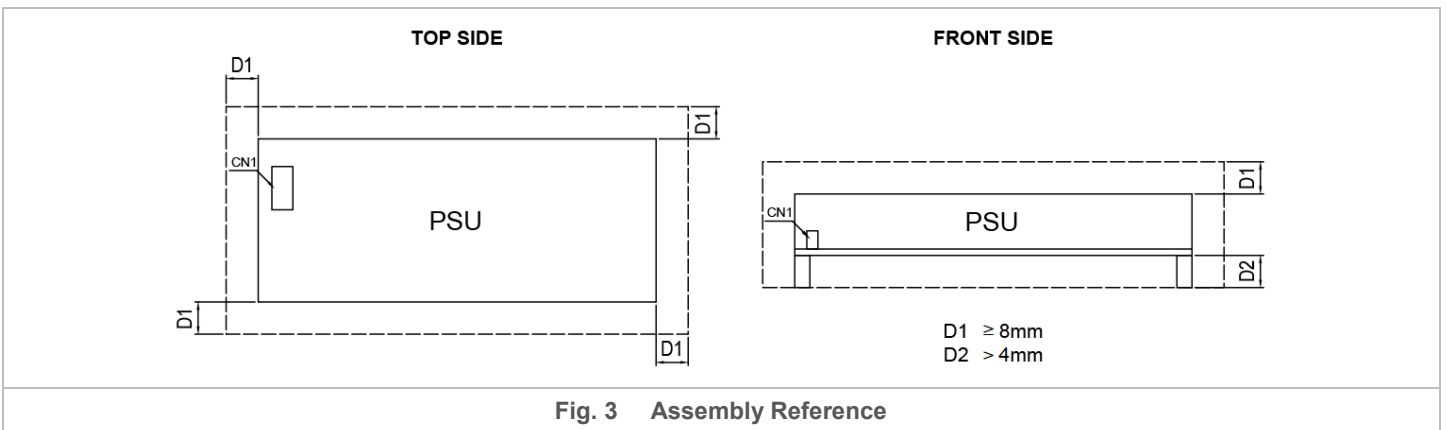 TOP SIDE
FRONT SIDE
D1
D1
CN1
PSU
D1
D1
D1
CN1
PSU
D2
D1 ≥ 8mm
D2 > 4mm
Fig. 3 Assembly Reference